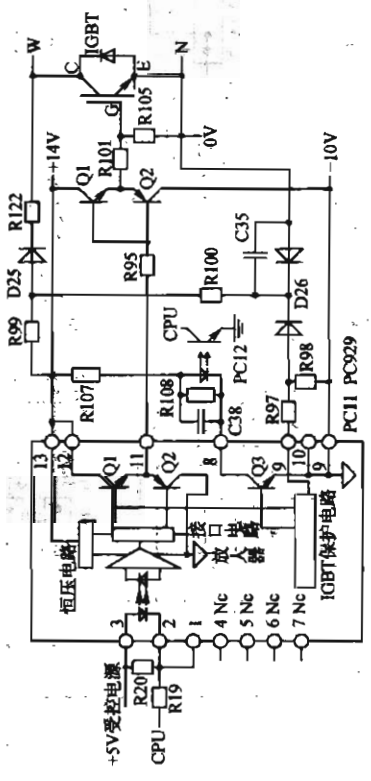 D25
R99
R122
W
IGBT
C
E
G
+14V
13
12
恒压电路
R107
Q1
R101
R105
+5V受控电源
3
Q1
11
R95
Q2
N
0V
R20
2
Q2
接口电路
放大器
CPU
R19
1
8
R108
C38
CPU
PC12
R100
C35
4 Nc
Q3
5 Nc
6 Nc
7 Nc
IGBT保护电路
9
10
9
R97
R98
D26
-10V
PC11 PC929